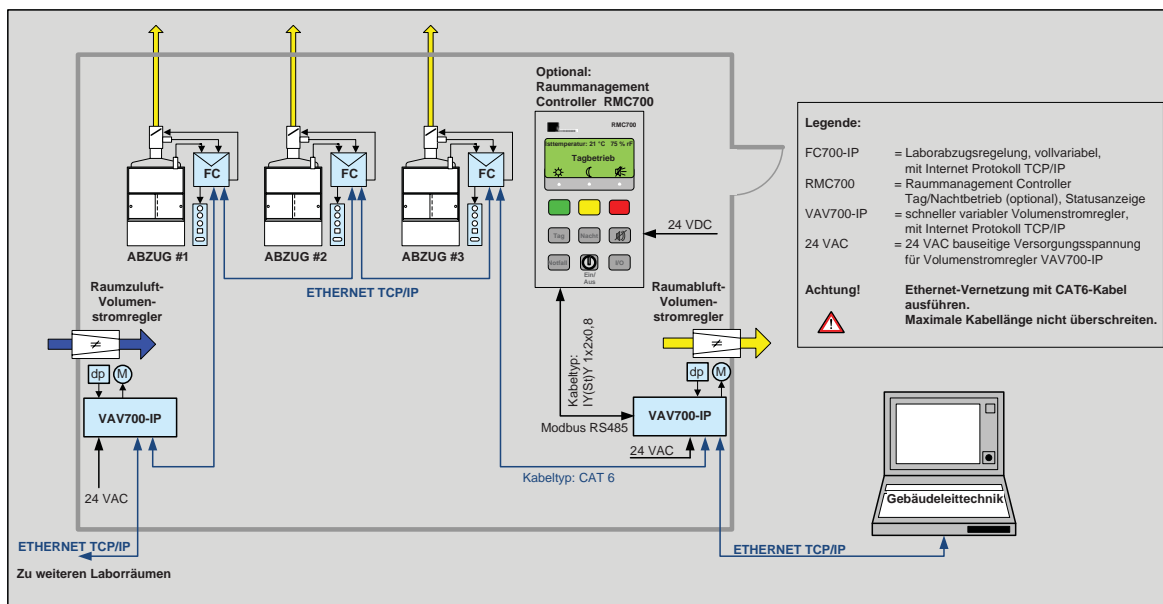 Optional:
Raummanagement
Controller RMC700
RMC700
Isttemperatur: 21 °C 75 % rF
Tagbetrieb
Tag
Nacht
Notfall
I/O
Ein/
Aus
24 VDC
FC
FC
FC
ABZUG #1
ABZUG #2
ABZUG #3
ETHERNET TCP/IP
Raumzuluft-
Volumen-
stromregler
≠
dp
M
VAV700-IP
24 VAC
ETHERNET TCP/IP
Zu weiteren Laborräumen
Kabeltyp:
IY(St)Y 1x2x0,8
Modbus RS485
Raumabluft-
Volumen-
stromregler
≠
dp
M
VAV700-IP
24 VAC
Kabeltyp: CAT 6
ETHERNET TCP/IP
Gebäudeleittechnik
Legende:
FC700-IP = Laborabzugsregelung, vollvariabel,
mit Internet Protokoll TCP/IP
RMC700 = Raummanagement Controller
Tag/Nachtbetrieb (optional), Statusanzeige
VAV700-IP = schneller variabler Volumenstromregler,
mit Internet Protokoll TCP/IP
24 VAC = 24 VAC bauseitige Versorgungsspannung
für Volumenstromregler VAV700-IP
Achtung! Ethernet-Vernetzung mit CAT6-Kabel
ausführen.
Maximale Kabellänge nicht überschreiten.